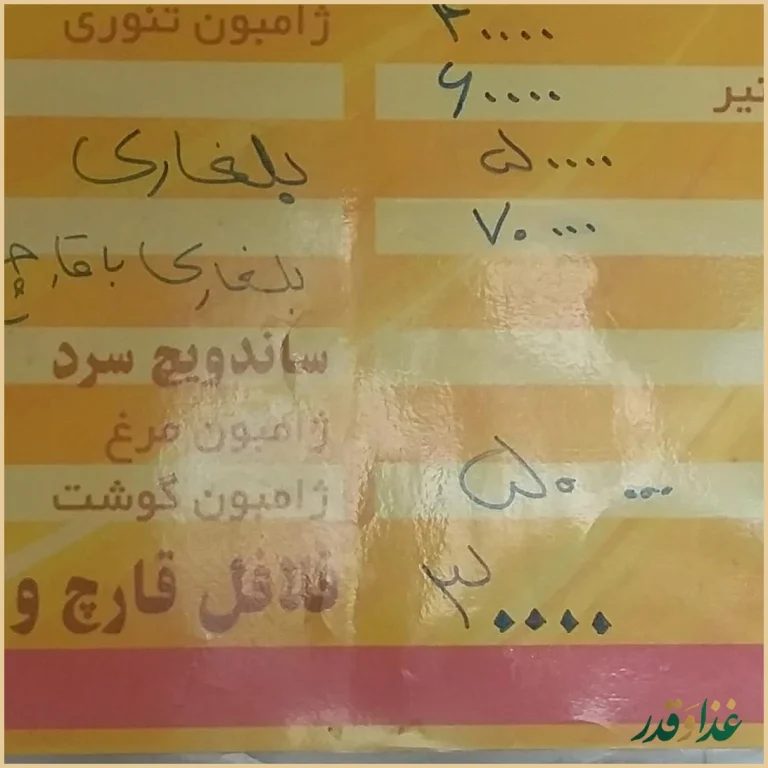 ژامبون تنوری
۴۰۰۰۰
۶۰۰۰۰
بلغاری ۵۰۰۰۰
۷۰۰۰۰
بلغاری با قارچ
ساندویچ سرد
ژامبون مرغ
ژامبون گوشت ۵۰۰۰۰
فلافل قارچ و ۳۰۰۰۰
غذا و قدر